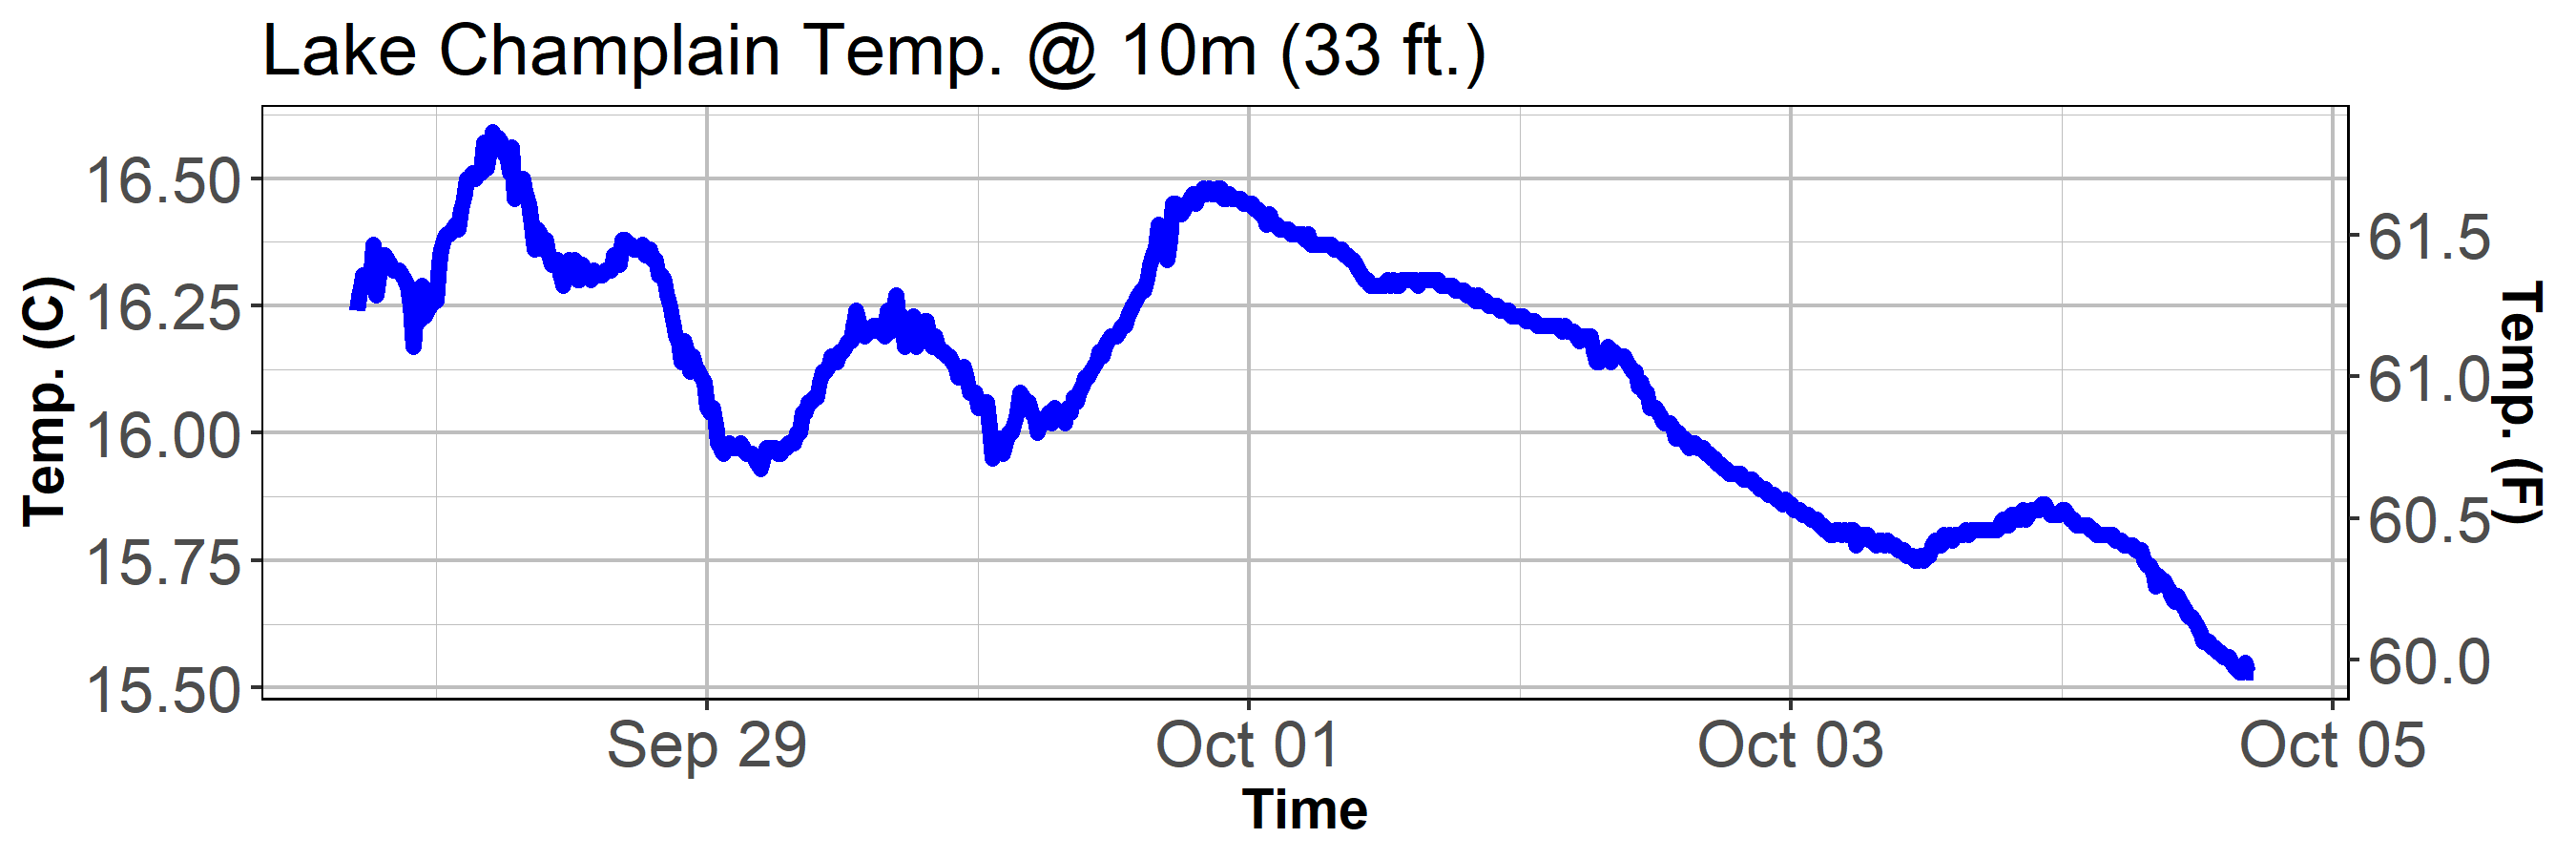 Lake Champlain Temp. @ 10m (33 ft.)
Temp. (C)
16.50
16.25
16.00
15.75
15.50
61.5
61.0
60.5
60.0
Temp. (F)
Sep 29
Oct 01
Oct 03
Oct 05
Time